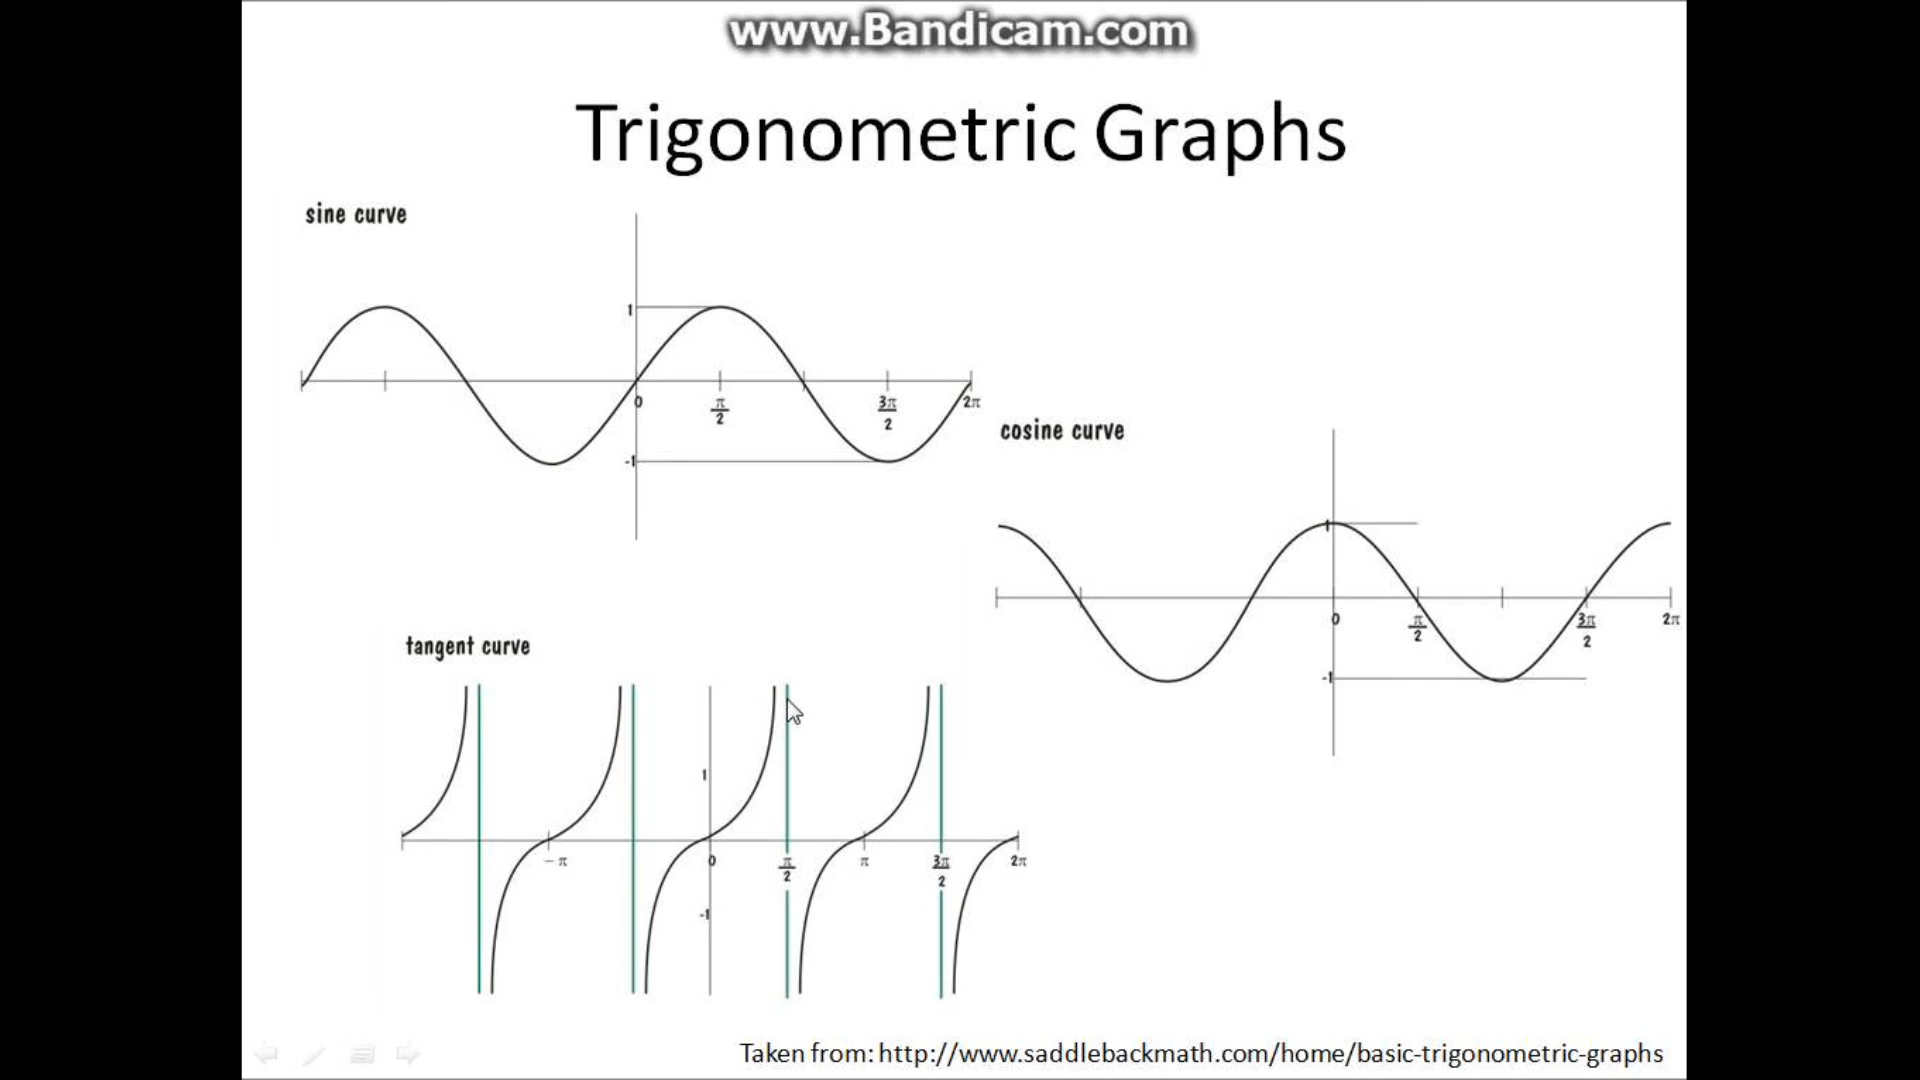 www.Bandicam.com
Trigonometric Graphs
sine curve
1
0
π/2
3π/2
2π
-1
cosine curve
1
0
π/2
3π/2
2π
-1
tangent curve
1
-π
0
π/2
π
3π/2
2π
-1
Taken from: http://www.saddlebackmath.com/home/basic-trigonometric-graphs